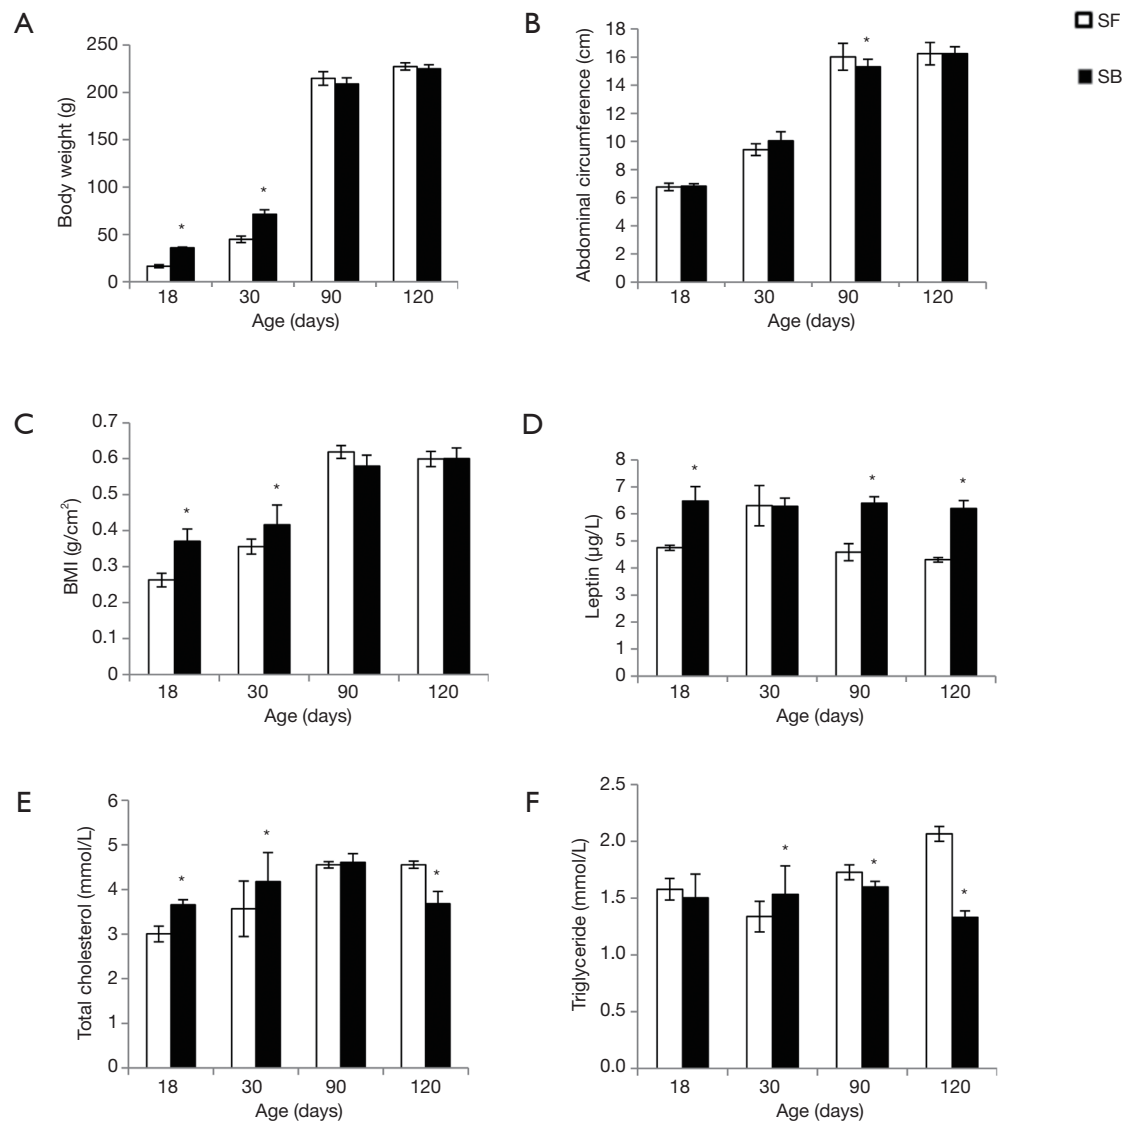 A
Body weight (g)
250
200
150
100
50
0
*
*
18 30 90 120
Age (days)
B
Abdominal circumference (cm)
18
16
14
12
10
8
6
4
2
0
*
18 30 90 120
Age (days)
SF
SB
C
BMI (g/cm²)
0.7
0.6
0.5
0.4
0.3
0.2
0.1
0
*
*
18 30 90 120
Age (days)
D
Leptin (µg/L)
8
7
6
5
4
3
2
1
0
*
*
*
18 30 90 120
Age (days)
E
Total cholesterol (mmol/L)
6
5
4
3
2
1
0
*
*
*
18 30 90 120
Age (days)
F
Triglyceride (mmol/L)
2.5
2.0
1.5
1.0
0.5
0.0
*
*
*
18 30 90 120
Age (days)